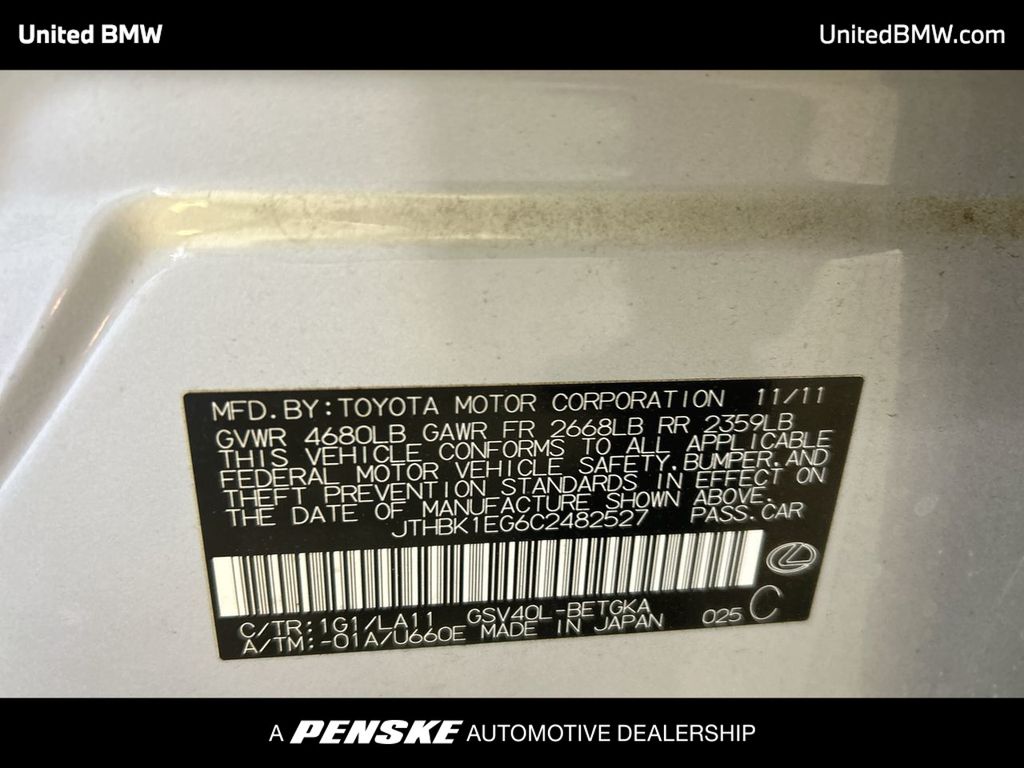 United BMW
UnitedBMW.com
MFD. BY: TOYOTA MOTOR CORPORATION 11/11
GVWR 4680LB GAWR FR 2668LB RR 2359LB
THIS VEHICLE CONFORMS TO ALL APPLICABLE
FEDERAL MOTOR VEHICLE SAFETY, BUMPER, AND
THEFT PREVENTION STANDARDS IN EFFECT ON
THE DATE OF MANUFACTURE SHOWN ABOVE.
JTHBK1EG6C2482527 PASS. CAR
C/TR: 1G1/LA11 GSV40L-BETGKA
A/TM: -01A/U660E MADE IN JAPAN 025 C
A PENSKE AUTOMOTIVE DEALERSHIP